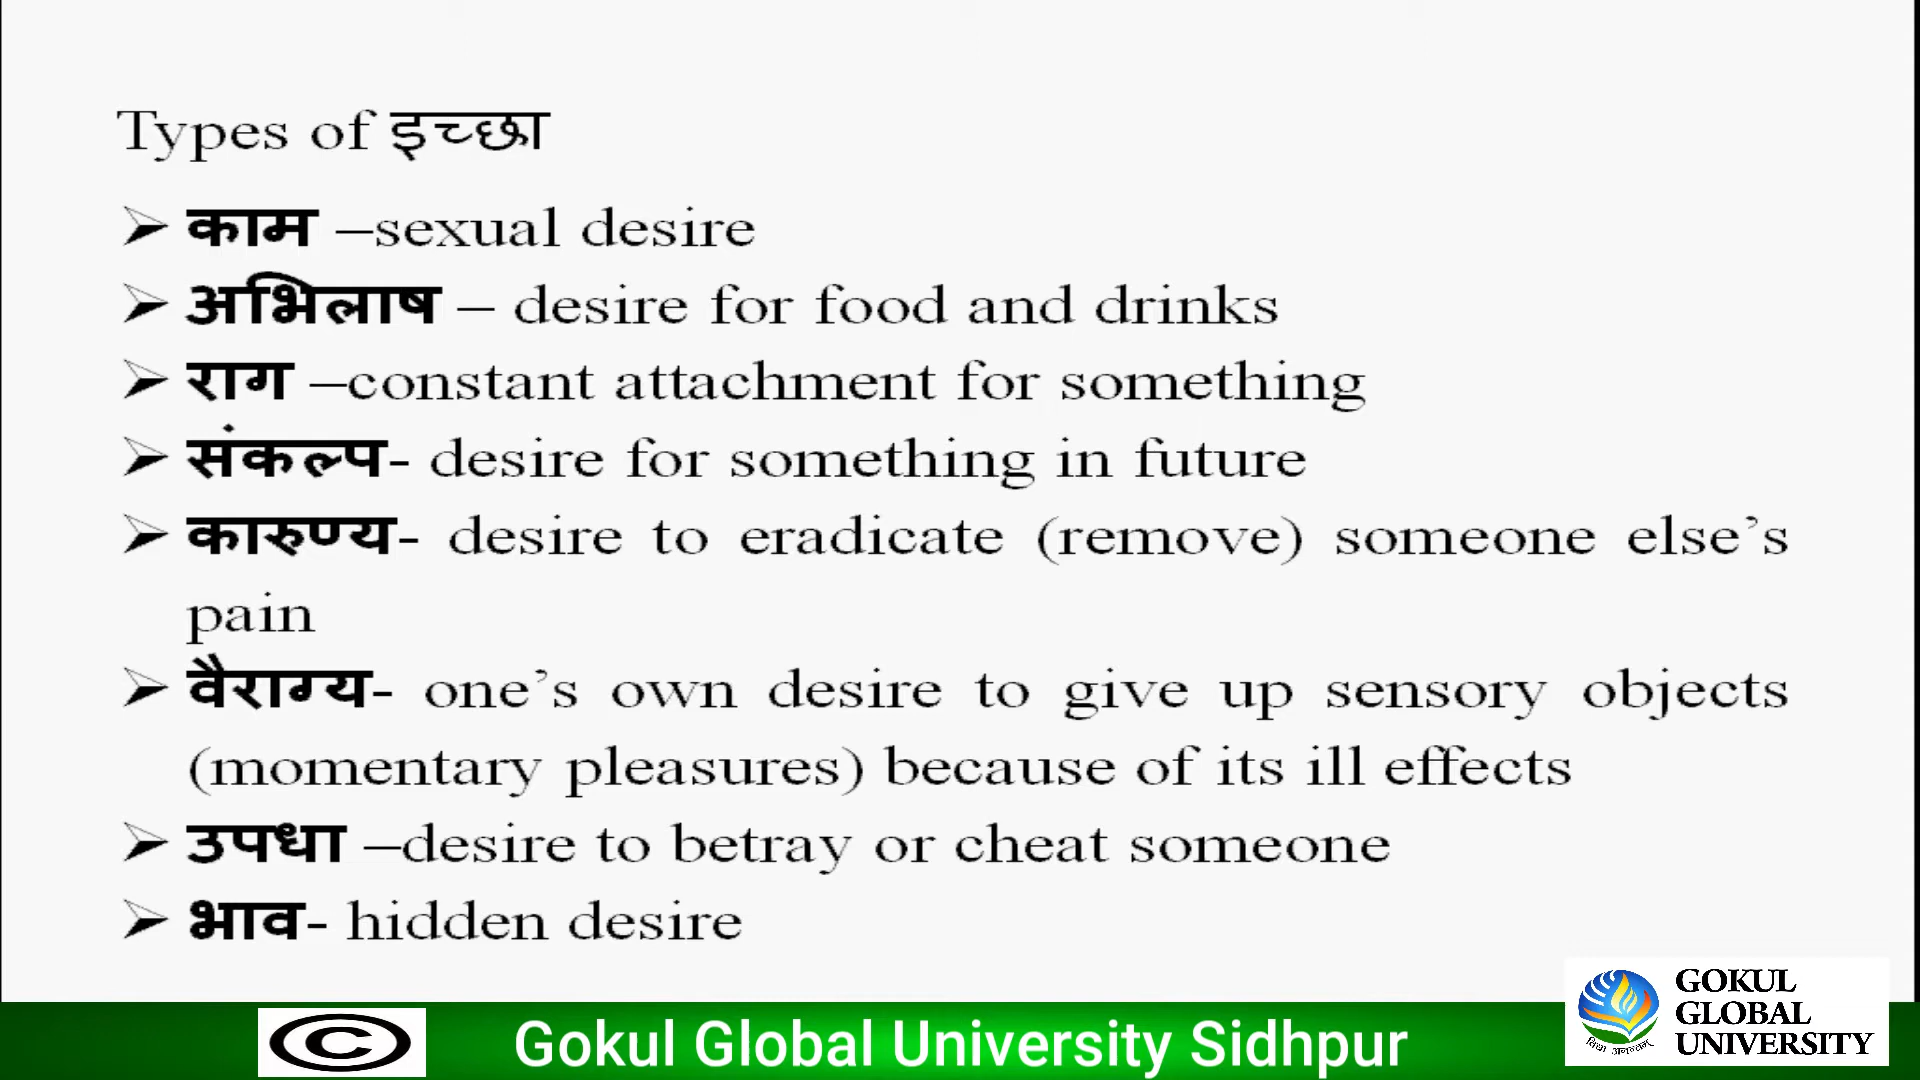 Types of इच्छा
➢ काम –sexual desire
➢ अभिलाष – desire for food and drinks
➢ राग –constant attachment for something
➢ संकल्प- desire for something in future
➢ कारुण्य- desire to eradicate (remove) someone else’s
pain
➢ वैराग्य- one’s own desire to give up sensory objects
(momentary pleasures) because of its ill effects
➢ उपधा –desire to betray or cheat someone
➢ भाव- hidden desire
© Gokul Global University Sidhpur
GOKUL
GLOBAL
UNIVERSITY